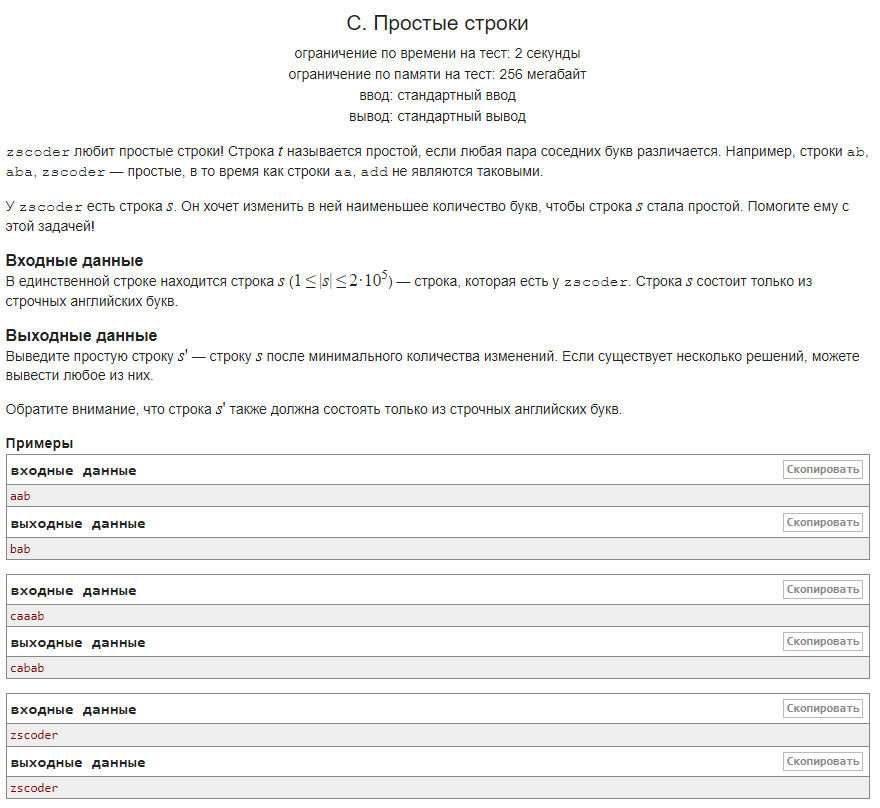 C. Простые строки
ограничение по времени на тест: 2 секунды
ограничение по памяти на тест: 256 мегабайт
ввод: стандартный ввод
вывод: стандартный вывод
zscoder любит простые строки! Строка t называется простой, если любая пара соседних букв различается. Например, строки ab,
aba, zscoder — простые, в то время как строки aa, add не являются таковыми.
У zscoder есть строка s. Он хочет изменить в ней наименьшее количество букв, чтобы строка s стала простой. Помогите ему с
этой задачей!
Входные данные
В единственной строке находится строка s (1 ≤ |s| ≤ 2·10⁵) — строка, которая есть у zscoder. Строка s состоит только из
строчных английских букв.
Выходные данные
Выведите простую строку s' — строку s после минимального количества изменений. Если существует несколько решений, можете
вывести любое из них.
Обратите внимание, что строка s' также должна состоять только из строчных английских букв.
Примеры
входные данные Скопировать
aab
выходные данные Скопировать
bab
входные данные Скопировать
caaab
выходные данные Скопировать
cabab
входные данные Скопировать
zscoder
выходные данные Скопировать
zscoder